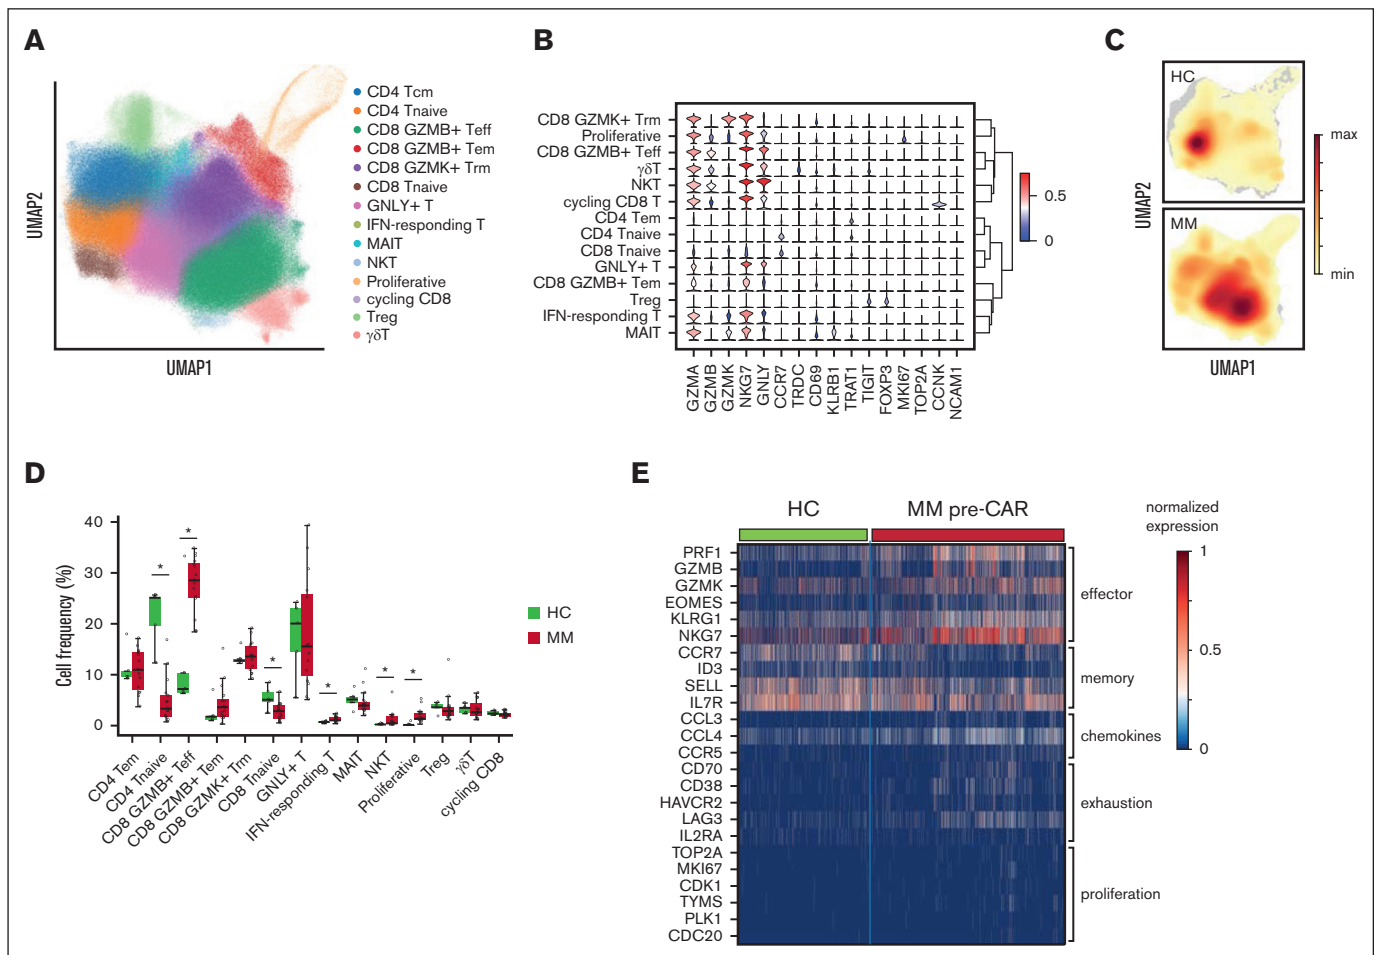 A
UMAP2
UMAP1
CD4 Tcm
CD4 Tnaive
CD8 GZMB+ Teff
CD8 GZMB+ Tem
CD8 GZMK+ Trm
CD8 Tnaive
GNLY+ T
IFN-responding T
MAIT
NKT
Proliferative
cycling CD8
Treg
γδT
B
CD8 GZMK+ Trm
Proliferative
CD8 GZMB+ Teff
γδT
NKT
cycling CD8 T
CD4 Tem
CD4 Tnaive
CD8 Tnaive
GNLY+ T
CD8 GZMB+ Tem
Treg
IFN-responding T
MAIT
GZMA
GZMB
GZMK
NKG7
GNLY
CCR7
TRDC
CD69
KLRB1
TRAT1
TIGIT
FOXP3
MKI67
TOP2A
CCNK
NCAM1
0.5
0
C
HC
MM
UMAP2
UMAP1
max
min
D
Cell frequency (%)
40
30
20
10
0
* * * * * *
CD4 Tem
CD4 Tnaive
CD8 GZMB+ Teff
CD8 GZMB+ Tem
CD8 GZMK+ Trm
CD8 Tnaive
GNLY+ T
IFN-responding T
MAIT
NKT
Proliferative
Treg
γδT
cycling CD8
HC
MM
E
HC
MM pre-CAR
PRF1
GZMB
GZMK
EOMES
KLRG1
NKG7
CCR7
ID3
SELL
IL7R
CCL3
CCL4
CCR5
CD70
CD38
HAVCR2
LAG3
IL2RA
TOP2A
MKI67
CDK1
TYMS
PLK1
CDC20
effector
memory
chemokines
exhaustion
proliferation
normalized
expression
1
0.5
0